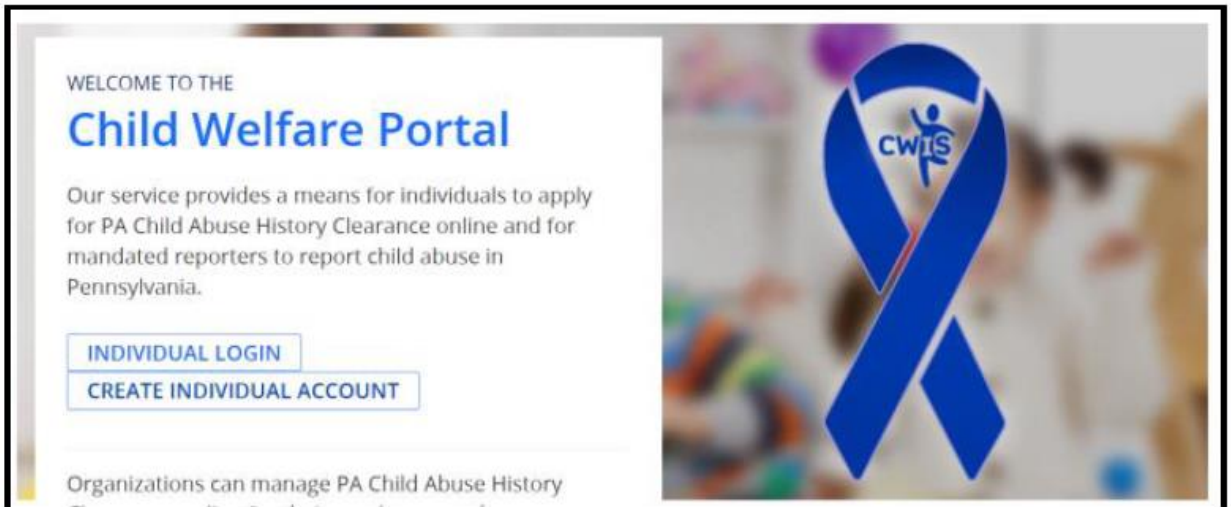 WELCOME TO THE
Child Welfare Portal
Our service provides a means for individuals to apply
for PA Child Abuse History Clearance online and for
mandated reporters to report child abuse in
Pennsylvania.
INDIVIDUAL LOGIN
CREATE INDIVIDUAL ACCOUNT
Organizations can manage PA Child Abuse History
CWIS